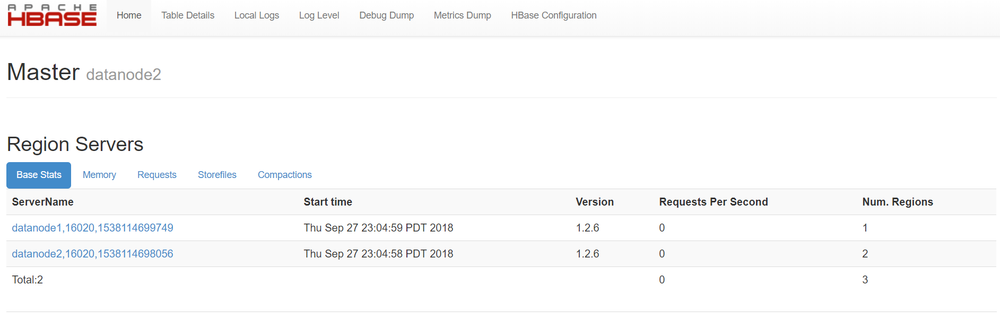 APACHE
HBASE
Home Table Details Local Logs Log Level Debug Dump Metrics Dump HBase Configuration
Master datanode2
Region Servers
Base Stats Memory Requests Storefiles Compactions
ServerName Start time Version Requests Per Second Num. Regions
datanode1,16020,1538114699749 Thu Sep 27 23:04:59 PDT 2018 1.2.6 0 1
datanode2,16020,1538114698056 Thu Sep 27 23:04:58 PDT 2018 1.2.6 0 2
Total:2 0 3